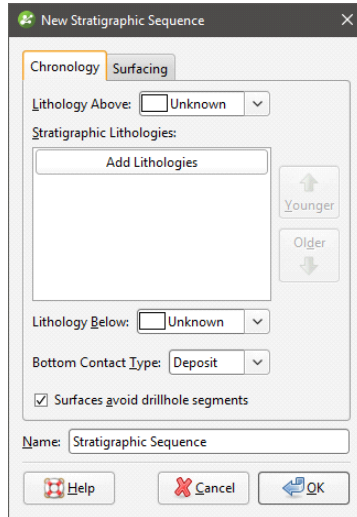 New Stratigraphic Sequence
Chronology Surfacing
Lithology Above: Unknown
Stratigraphic Lithologies:
Add Lithologies
Younger
Older
Lithology Below: Unknown
Bottom Contact Type: Deposit
Surfaces avoid drillhole segments
Name: Stratigraphic Sequence
Help Cancel OK